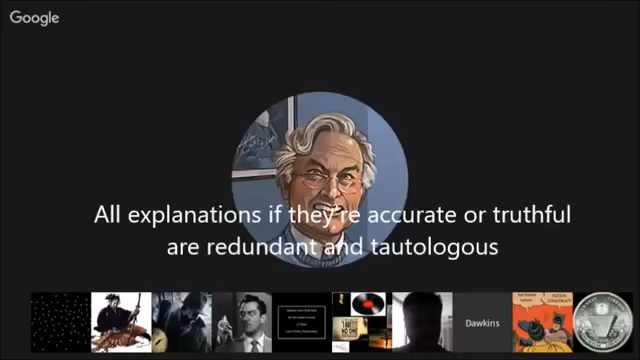 Google
All explanations if they're accurate or truthful
are redundant and tautologous
Dawkins